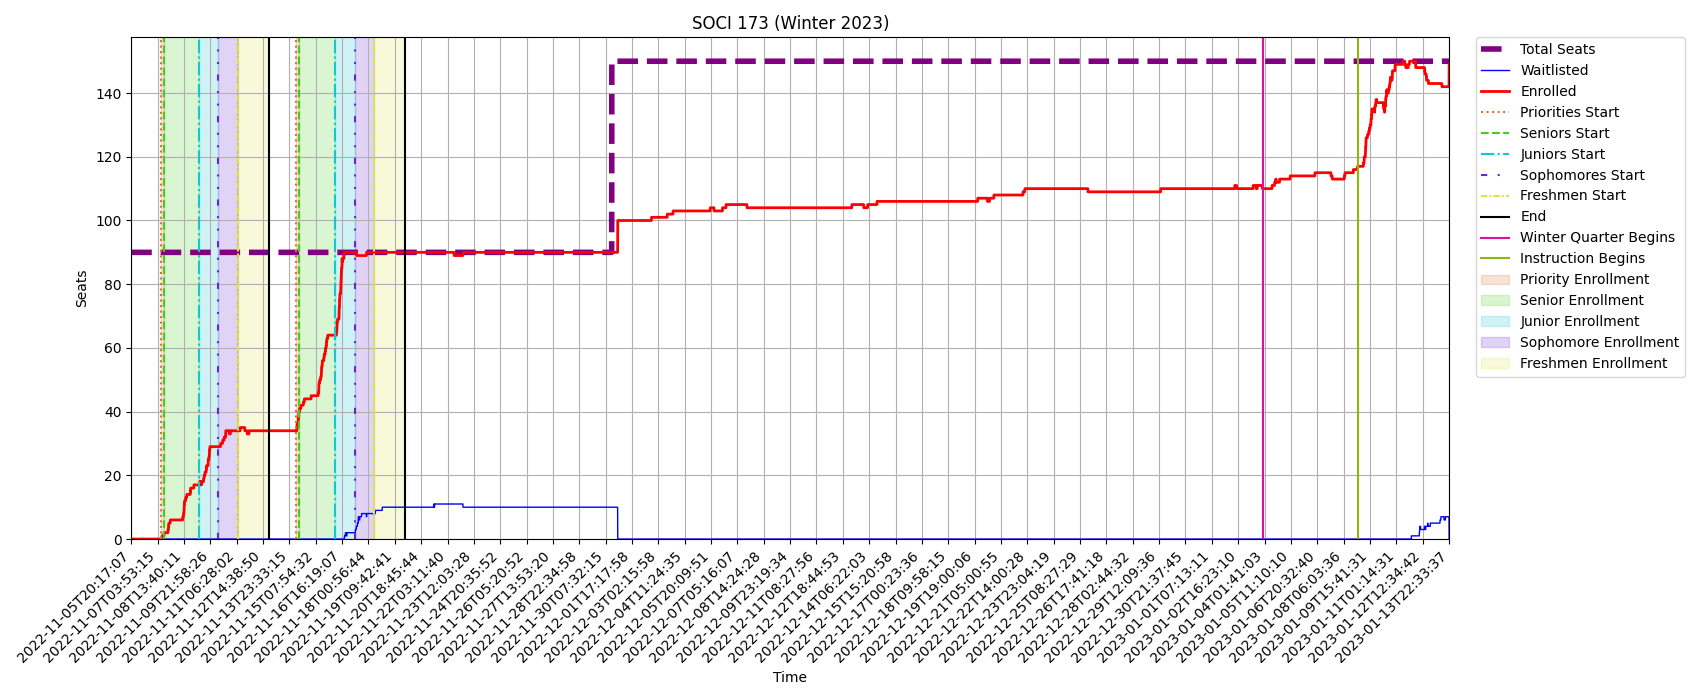 SOCI 173 (Winter 2023)
Seats
140
120
100
80
60
40
20
0
2022-11-05T20:17:07
2022-11-07T03:53:15
2022-11-08T13:40:11
2022-11-09T21:58:26
2022-11-11T06:28:02
2022-11-12T14:38:50
2022-11-13T23:33:15
2022-11-15T07:54:32
2022-11-16T16:19:07
2022-11-18T00:56:44
2022-11-19T09:42:41
2022-11-20T18:45:44
2022-11-22T03:11:40
2022-11-23T12:03:28
2022-11-24T20:35:52
2022-11-26T05:20:52
2022-11-27T13:53:20
2022-11-28T22:34:58
2022-11-30T07:32:15
2022-12-01T17:17:58
2022-12-03T02:15:58
2022-12-04T11:24:35
2022-12-05T20:09:51
2022-12-07T05:16:07
2022-12-08T14:24:28
2022-12-09T23:19:34
2022-12-11T08:27:56
2022-12-12T18:44:53
2022-12-14T06:22:03
2022-12-15T15:20:58
2022-12-17T00:23:36
2022-12-18T09:58:15
2022-12-19T19:00:06
2022-12-21T05:00:55
2022-12-22T14:00:28
2022-12-23T23:04:19
2022-12-25T08:27:29
2022-12-26T17:41:18
2022-12-28T02:44:32
2022-12-29T12:09:36
2022-12-30T21:37:45
2023-01-01T07:13:11
2023-01-02T16:23:10
2023-01-04T01:41:03
2023-01-05T11:10:10
2023-01-06T20:32:40
2023-01-08T06:03:36
2023-01-09T15:41:31
2023-01-11T01:14:31
2023-01-12T12:34:42
2023-01-13T22:33:37
Time
Total Seats
Waitlisted
Enrolled
Priorities Start
Seniors Start
Juniors Start
Sophomores Start
Freshmen Start
End
Winter Quarter Begins
Instruction Begins
Priority Enrollment
Senior Enrollment
Junior Enrollment
Sophomore Enrollment
Freshmen Enrollment